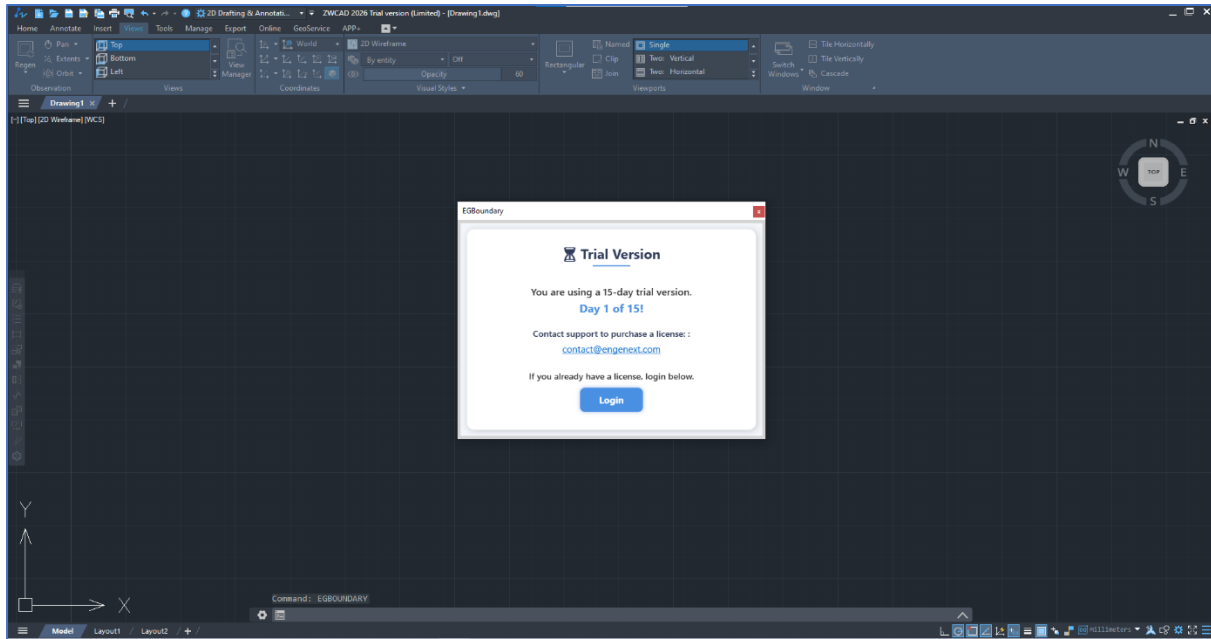 2D Drafting & Annotati... ZWCAD 2026 Trial version (Limited) - [Drawing1.dwg]
Home Annotate Insert Views Tools Manage Export Online GeoService APP+
Pan Top World 2D Wireframe Named Single Tile Horizontally
Extents Bottom By entity Off Clip Two: Vertical Tile Vertically
Regen View Rectangular Switch
Orbit Left Manager Opacity 60 Join Two: Horizontal Windows Cascade
Observation Views Coordinates Visual Styles Viewports Window
Drawing1
[-] [Top] [2D Wireframe] [WCS]
N
W TOP E
S
EGBoundary
Trial Version
You are using a 15-day trial version.
Day 1 of 15!
Contact support to purchase a license: :
contact@engenext.com
If you already have a license, login below.
Login
Y
X
Command: EGBOUNDARY
Model Layout1 Layout2 Millimeters